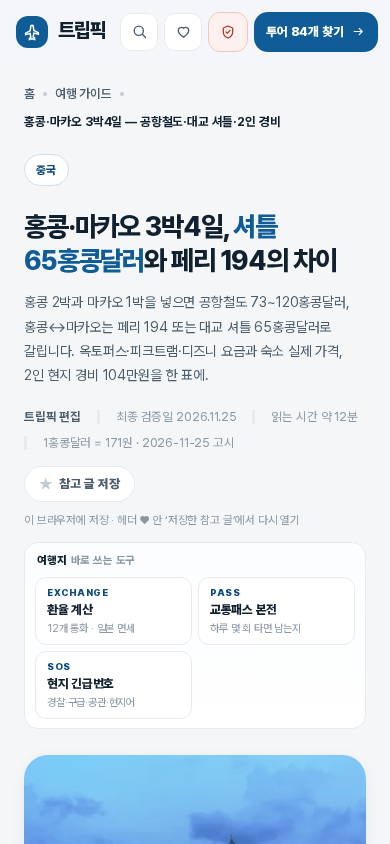 트립픽
투어 84개 찾기 →
홈 • 여행 가이드 •
홍콩·마카오 3박4일 — 공항철도·대교 셔틀·2인 경비
중국
홍콩·마카오 3박4일, 셔틀
65홍콩달러와 페리 194의 차이
홍콩 2박과 마카오 1박을 넣으면 공항철도 73~120홍콩달러,
홍콩↔마카오는 페리 194 또는 대교 셔틀 65홍콩달러로
갈립니다. 옥토퍼스·피크트램·디즈니 요금과 숙소 실제 가격,
2인 현지 경비 104만원을 한 표에.
트립픽 편집 | 최종 검증일 2026.11.25 | 읽는 시간 약 12분
| 1홍콩달러 = 171원 · 2026-11-25 고시
★ 참고 글 저장
이 브라우저에 저장 · 헤더 ♥ 안 ‘저장한 참고 글’에서 다시 열기
여행지 바로 쓰는 도구
EXCHANGE
환율 계산
12개 통화 · 일본 면세
PASS
교통패스 본전
하루 몇 회 타면 남는지
SOS
현지 긴급번호
경찰·구급·공관·현지어